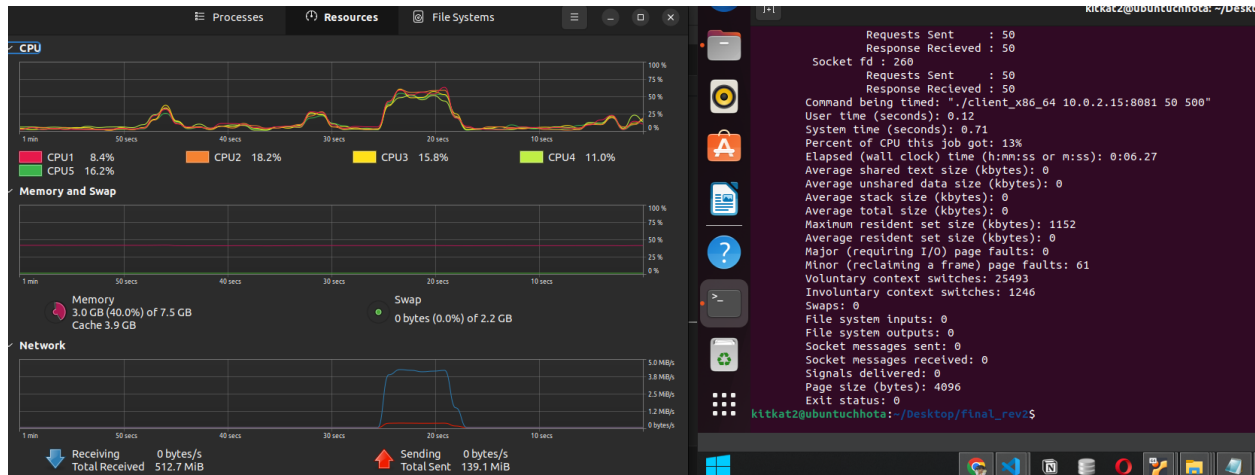 Processes
Resources
File Systems
CPU
100 %
75 %
50 %
25 %
0 %
1 min
50 secs
40 secs
30 secs
20 secs
10 secs
CPU1 8.4%
CPU2 18.2%
CPU3 15.8%
CPU4 11.0%
CPU5 16.2%
Memory and Swap
100 %
75 %
50 %
25 %
0 %
1 min
50 secs
40 secs
30 secs
20 secs
10 secs
Memory
3.0 GB (40.0%) of 7.5 GB
Cache 3.9 GB
Swap
0 bytes (0.0%) of 2.2 GB
Network
5.0 MiB/s
3.8 MiB/s
2.5 MiB/s
1.2 MiB/s
0 bytes/s
1 min
50 secs
40 secs
30 secs
20 secs
10 secs
Receiving 0 bytes/s
Total Received 512.7 MiB
Sending 0 bytes/s
Total Sent 139.1 MiB
kitkat2@ubuntuchhota: ~/Deskto
Requests Sent : 50
Response Recieved : 50
Socket fd : 260
Requests Sent : 50
Response Recieved : 50
Command being timed: "./client_x86_64 10.0.2.15:8081 50 500"
User time (seconds): 0.12
System time (seconds): 0.71
Percent of CPU this job got: 13%
Elapsed (wall clock) time (h:mm:ss or m:ss): 0:06.27
Average shared text size (kbytes): 0
Average unshared data size (kbytes): 0
Average stack size (kbytes): 0
Average total size (kbytes): 0
Maximum resident set size (kbytes): 1152
Average resident set size (kbytes): 0
Major (requiring I/O) page faults: 0
Minor (reclaiming a frame) page faults: 61
Voluntary context switches: 25493
Involuntary context switches: 1246
Swaps: 0
File system inputs: 0
File system outputs: 0
Socket messages sent: 0
Socket messages received: 0
Signals delivered: 0
Page size (bytes): 4096
Exit status: 0
kitkat2@ubuntuchhota:~/Desktop/final_rev2$